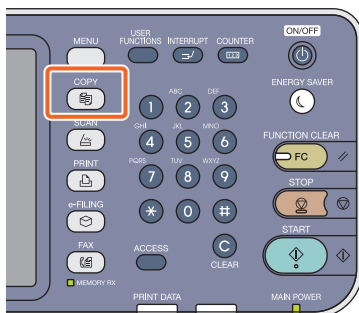 USER
MENU FUNCTIONS INTERRUPT COUNTER ON/OFF
COPY
ENERGY SAVER
ABC DEF
1 2 3
SCAN
GHI JKL MNO
4 5 6
FUNCTION CLEAR
FC
PRINT
PQRS TUV WXYZ
7 8 9
STOP
e-FILING
* 0 #
START
FAX
ACCESS
C
CLEAR
MEMORY RX
PRINT DATA
MAIN POWER